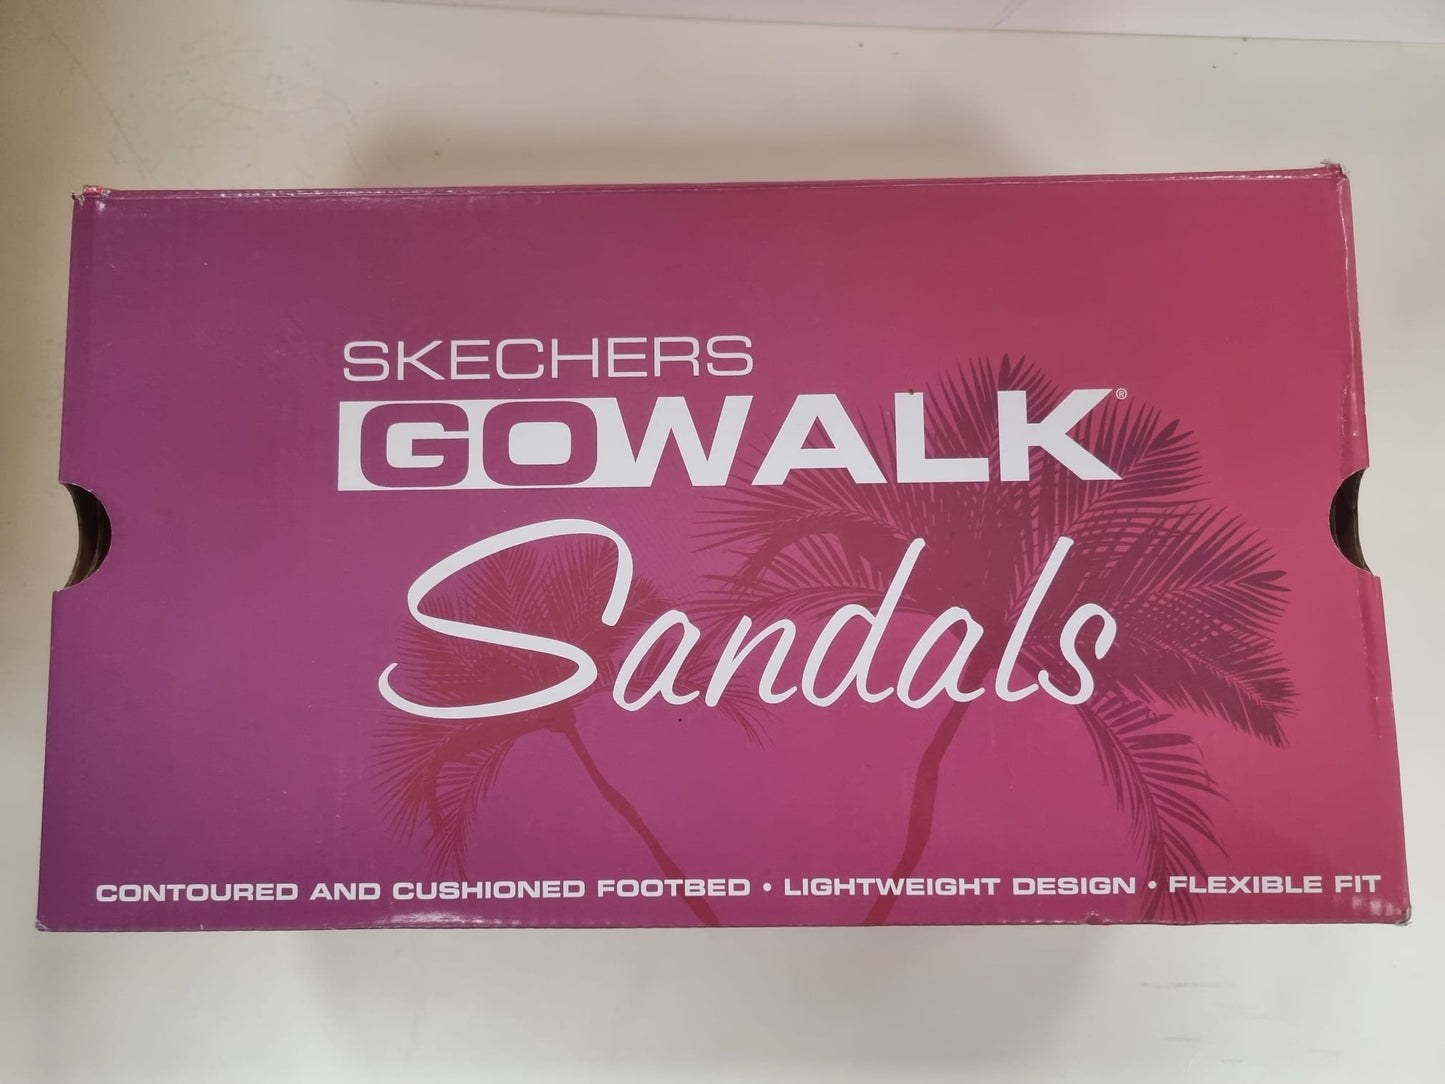 SKECHERS
GOWALK®
Sandals
CONTOURED AND CUSHIONED FOOTBED • LIGHTWEIGHT DESIGN • FLEXIBLE FIT